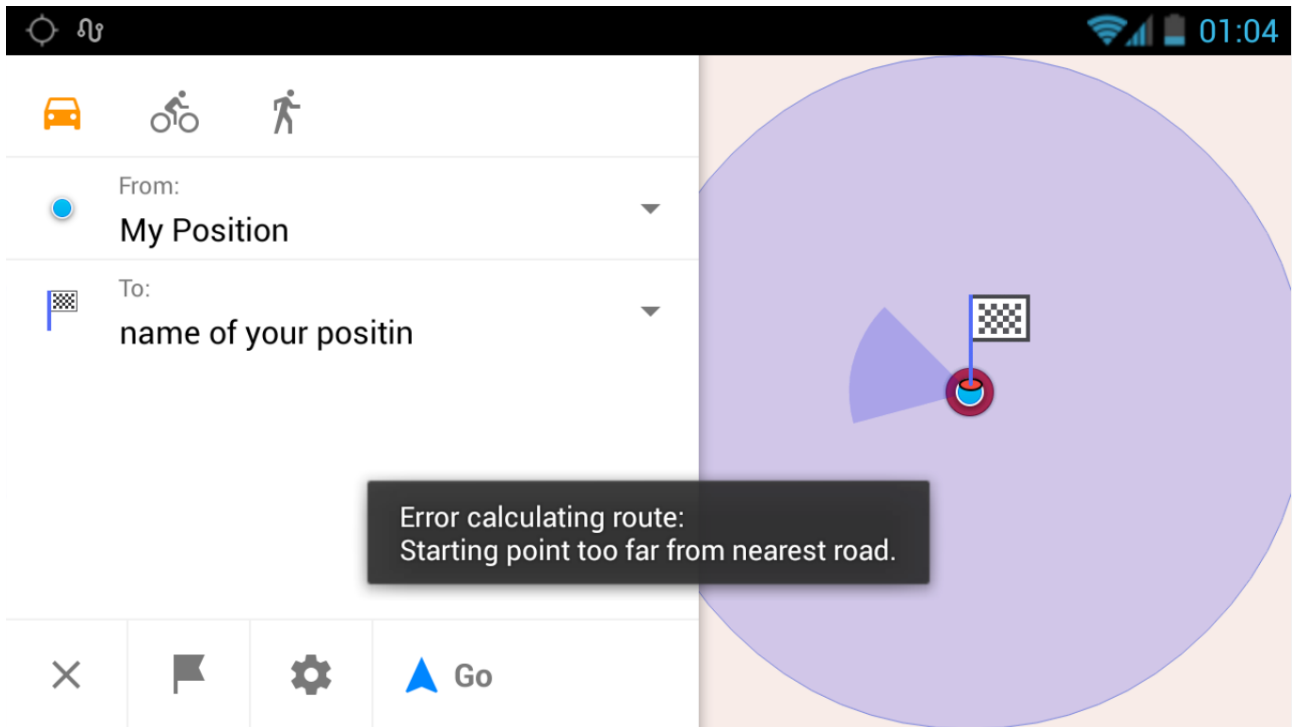 01:04
From:
My Position
To:
name of your positin
Error calculating route:
Starting point too far from nearest road.
Go